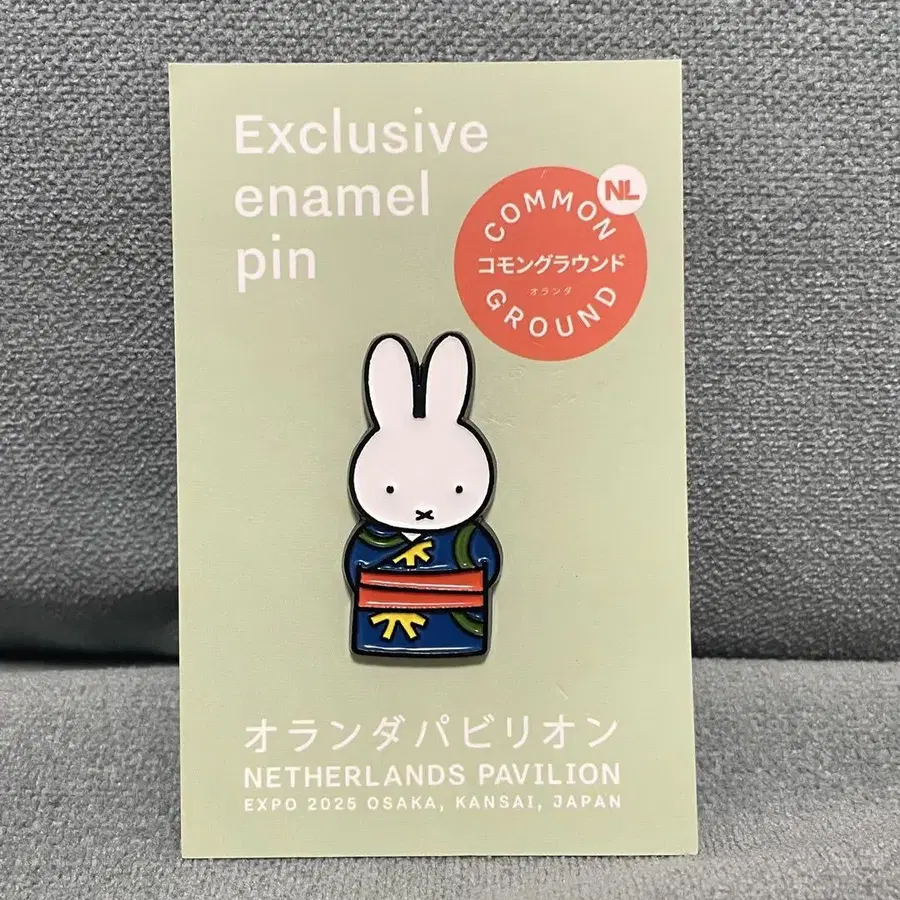 Exclusive
enamel
pin
NL
COMMON
コモングラウンド
オランダ
GROUND
オランダパビリオン
NETHERLANDS PAVILION
EXPO 2025 OSAKA, KANSAI, JAPAN